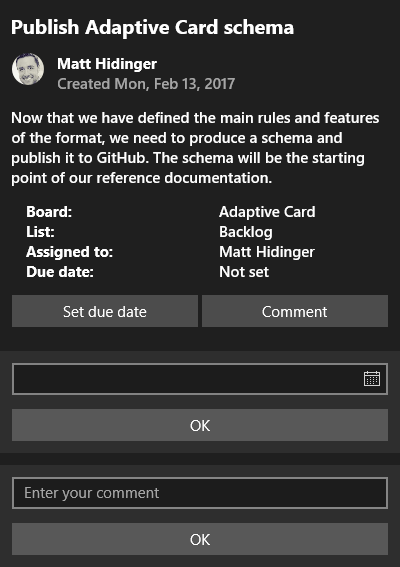 Publish Adaptive Card schema
Matt Hidinger
Created Mon, Feb 13, 2017
Now that we have defined the main rules and features
of the format, we need to produce a schema and
publish it to GitHub. The schema will be the starting
point of our reference documentation.
Board: Adaptive Card
List: Backlog
Assigned to: Matt Hidinger
Due date: Not set
Set due date Comment
OK
Enter your comment
OK